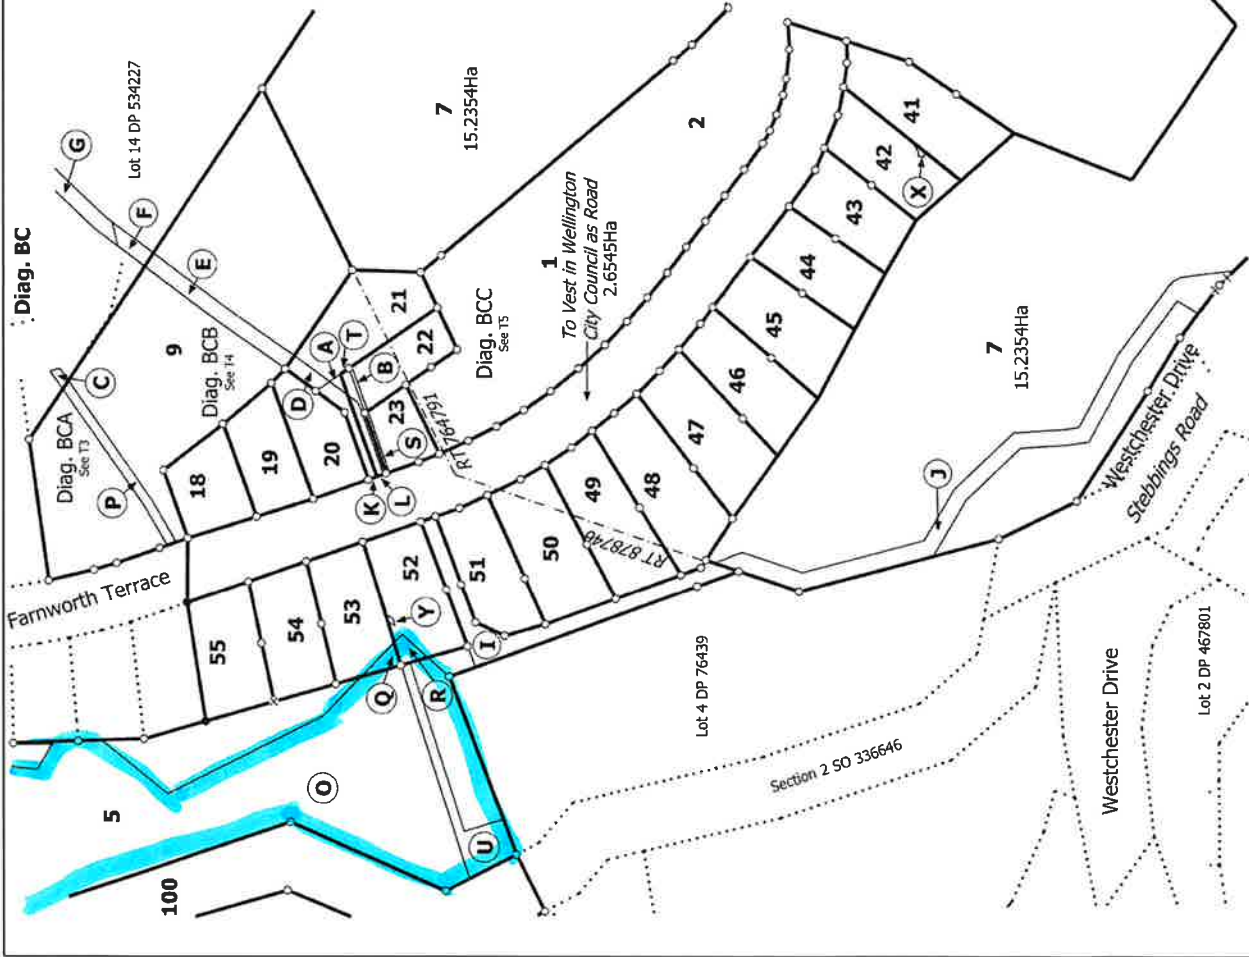 Diag. BC
G
Lot 14 DP 534227
F
E
7
15.2354Ha
2
C
9
Diag. BCA
See T3
P
Diag. BCB
See T4
D
A
T
B
S
K
L
18
19
20
21
22
23
Diag. BCC
See T5
RT 764791
1
To Vest in Wellington
City Council as Road
2.6545Ha
41
42
X
43
44
45
46
47
48
49
50
51
52
53
54
55
Farnworth Terrace
RT 878748
Y
Q
R
I
7
15.2354Ha
J
Westchester Drive
Stebbings Road
5
O
100
U
Lot 4 DP 76439
Section 2 SO 336646
Westchester Drive
Lot 2 DP 467801